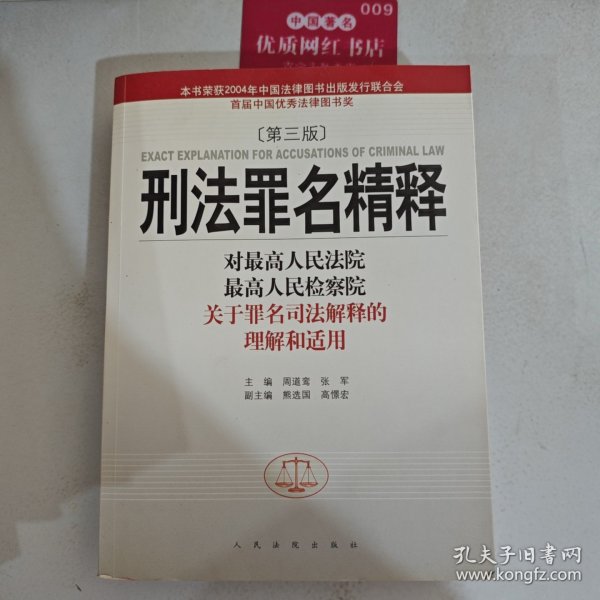 009
中国著名
优质网红书店
本书荣获2004年中国法律图书出版发行联合会
首届中国优秀法律图书奖
〔第三版〕
EXACT EXPLANATION FOR ACCUSATIONS OF CRIMINAL LAW
刑法罪名精释
对最高人民法院
最高人民检察院
关于罪名司法解释的
理解和适用
主 编 周道鸾 张 军
副主编 熊选国 高憬宏
人民法院出版社
孔夫子旧书网
www.kongfz.com